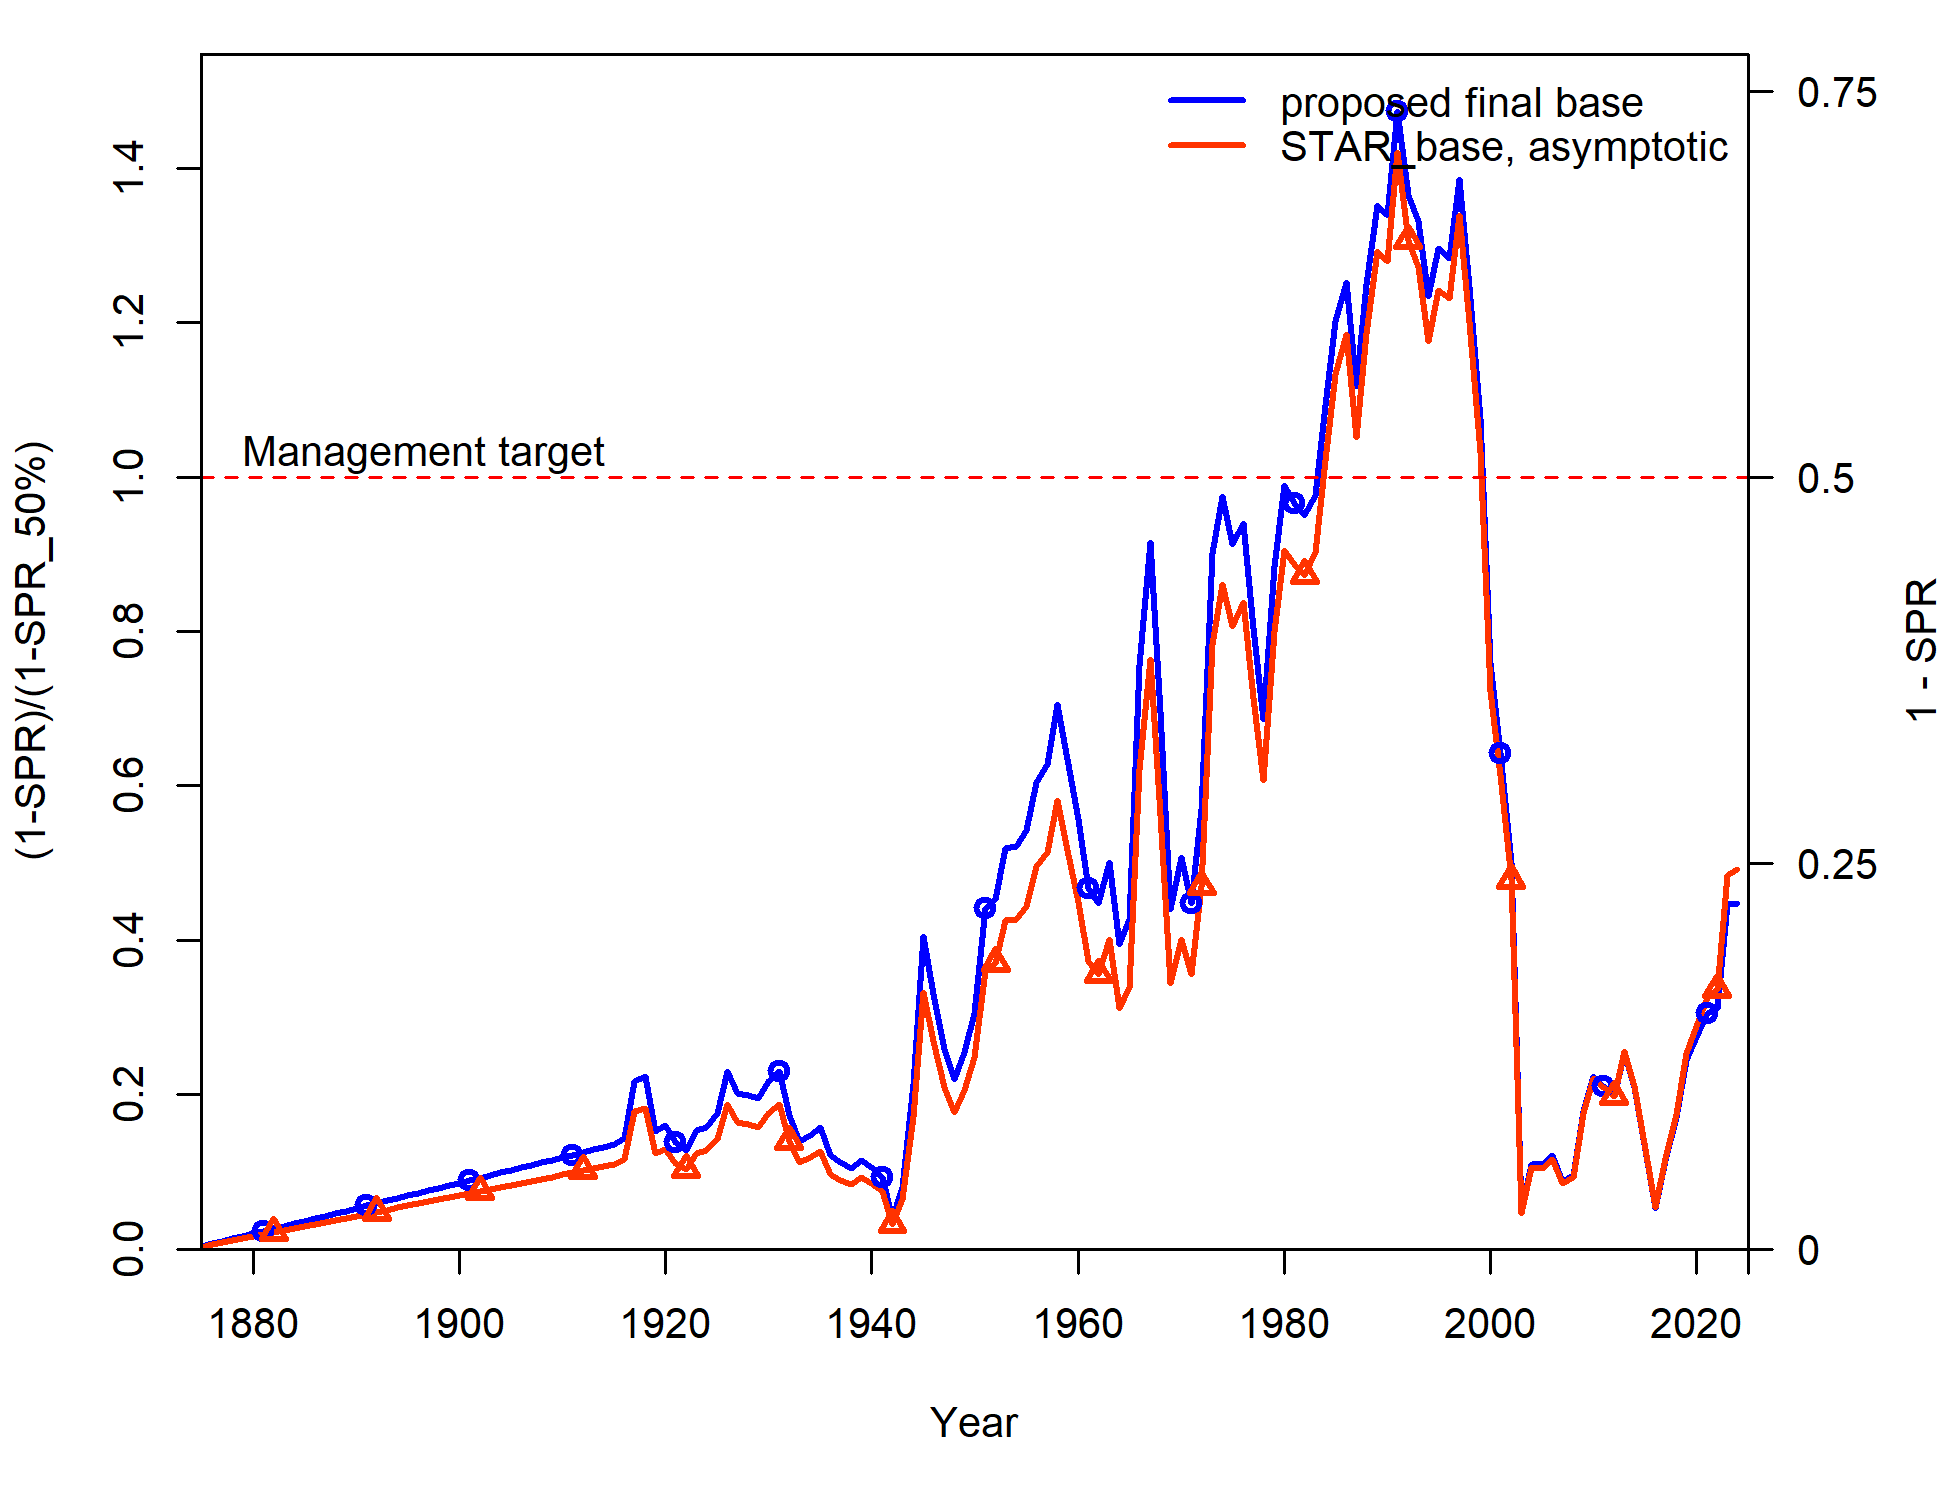 proposed final base
STAR_base, asymptotic
Management target
(1-SPR)/(1-SPR_50%)
0.0
0.2
0.4
0.6
0.8
1.0
1.2
1.4
1 - SPR
0.75
0.5
0.25
0
1880 1900 1920 1940 1960 1980 2000 2020
Year